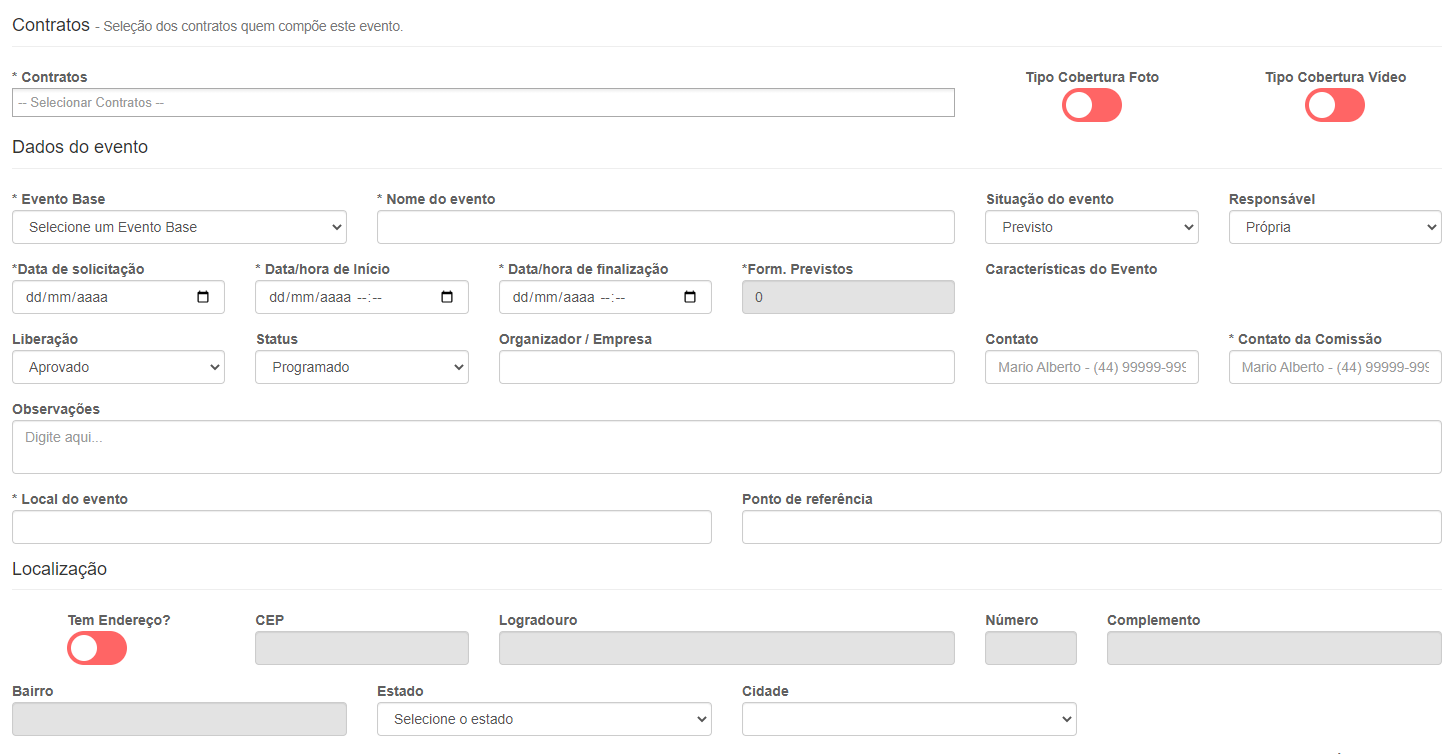 Contratos - Seleção dos contratos quem compõe este evento.
* Contratos Tipo Cobertura Foto Tipo Cobertura Vídeo
-- Selecionar Contratos --
Dados do evento
* Evento Base * Nome do evento Situação do evento Responsável
Selecione um Evento Base Previsto Própria
*Data de solicitação * Data/hora de Início * Data/hora de finalização *Form. Previstos Características do Evento
dd/mm/aaaa dd/mm/aaaa --:-- dd/mm/aaaa --:-- 0
Liberação Status Organizador / Empresa Contato * Contato da Comissão
Aprovado Programado Mario Alberto - (44) 99999-999 Mario Alberto - (44) 99999-999
Observações
Digite aqui...
* Local do evento Ponto de referência
Localização
Tem Endereço? CEP Logradouro Número Complemento
Bairro Estado Cidade
Selecione o estado